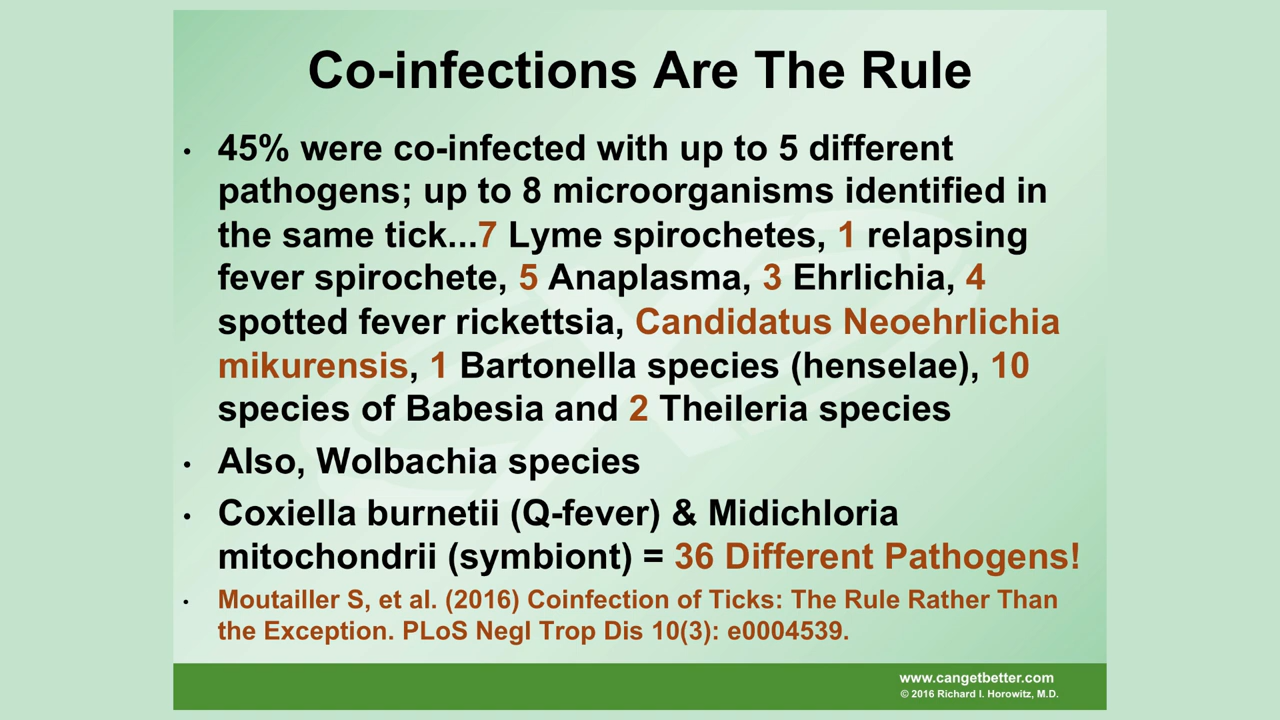 Co-infections Are The Rule
• 45% were co-infected with up to 5 different
pathogens; up to 8 microorganisms identified in
the same tick...7 Lyme spirochetes, 1 relapsing
fever spirochete, 5 Anaplasma, 3 Ehrlichia, 4
spotted fever rickettsia, Candidatus Neoehrlichia
mikurensis, 1 Bartonella species (henselae), 10
species of Babesia and 2 Theileria species
• Also, Wolbachia species
• Coxiella burnetii (Q-fever) & Midichloria
mitochondrii (symbiont) = 36 Different Pathogens!
• Moutailler S, et al. (2016) Coinfection of Ticks: The Rule Rather Than
the Exception. PLoS Negl Trop Dis 10(3): e0004539.
www.cangetbetter.com
© 2016 Richard I. Horowitz, M.D.